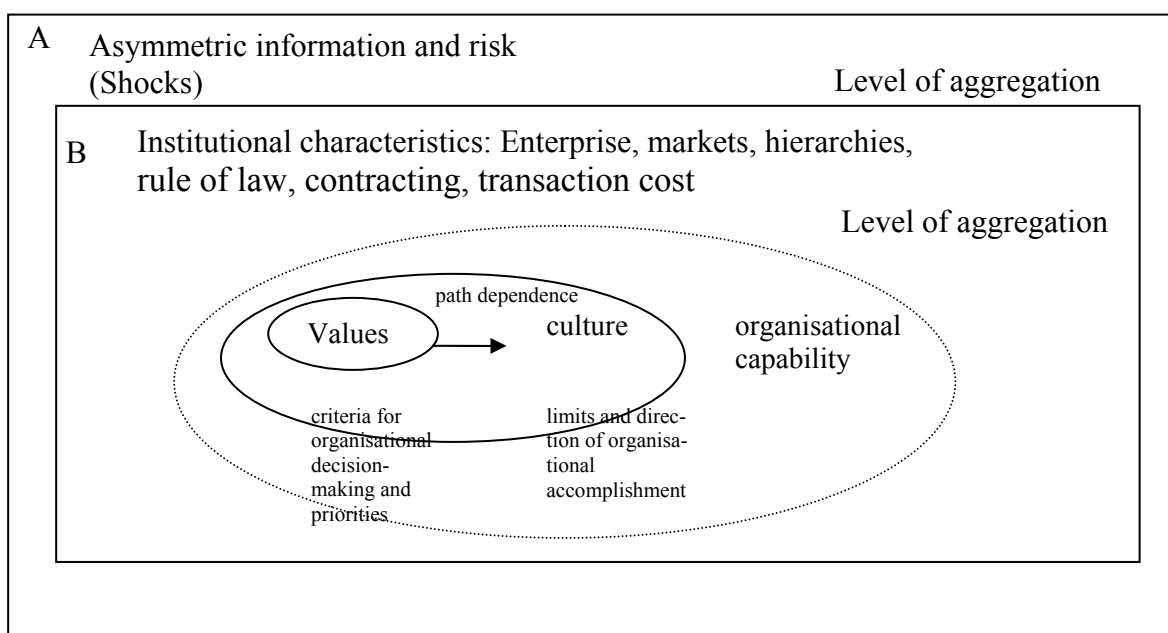 A
Asymmetric information and risk
(Shocks)
Level of aggregation
B
Institutional characteristics: Enterprise, markets, hierarchies,
rule of law, contracting, transaction cost
Level of aggregation
path dependence
Values
culture
organisational
capability
criteria for
organisational
decision-
making and
priorities
limits and direc-
tion of organisa-
tional
accomplishment